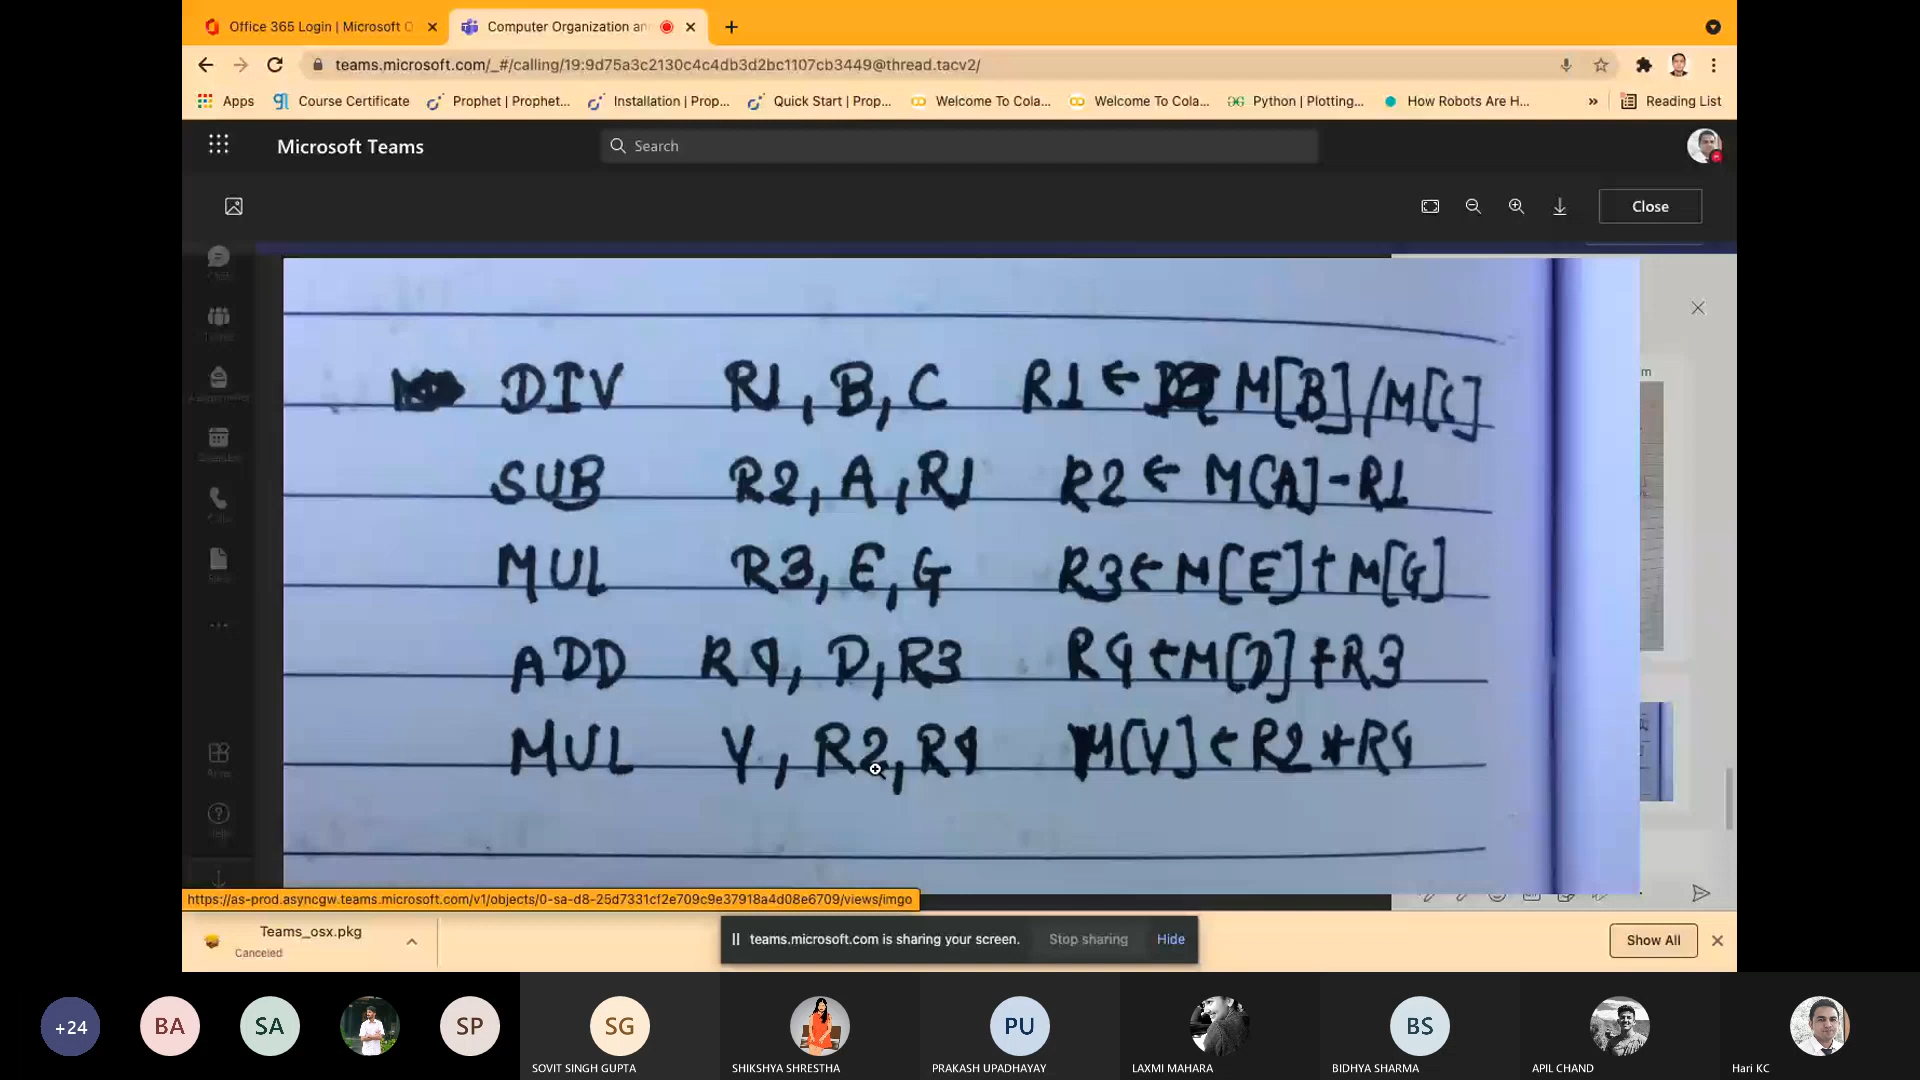 Office 365 Login | Microsoft O
Computer Organization an
teams.microsoft.com/_#/calling/19:9d75a3c2130c4c4db3d2bc1107cb3449@thread.tacv2/
Apps Course Certificate Prophet | Prophet... Installation | Prop... Quick Start | Prop... Welcome To Cola... Welcome To Cola... Python | Plotting... How Robots Are H... » Reading List
Microsoft Teams Search
Close
m
DIV R1, B, C R1 ← M[B]/M[C]
SUB R2, A, R1 R2 ← M[A]-R1
MUL R3, E, G R3 ← M[E] + M[G]
ADD R4, D, R3 R4 ← M[D] + R3
MUL Y, R2, R4 M[Y] ← R2 * R4
Help
https://as-prod.asyncgw.teams.microsoft.com/v1/objects/0-sa-d8-25d7331cf2e709c9e37918a4d08e6709/views/imgo
Teams_osx.pkg
Canceled
teams.microsoft.com is sharing your screen. Stop sharing Hide
Show All
+24 BA SA SP SG PU BS
SOVIT SINGH GUPTA SHIKSHYA SHRESTHA PRAKASH UPADHAYAY LAXMI MAHARA BIDHYA SHARMA APIL CHAND Hari KC